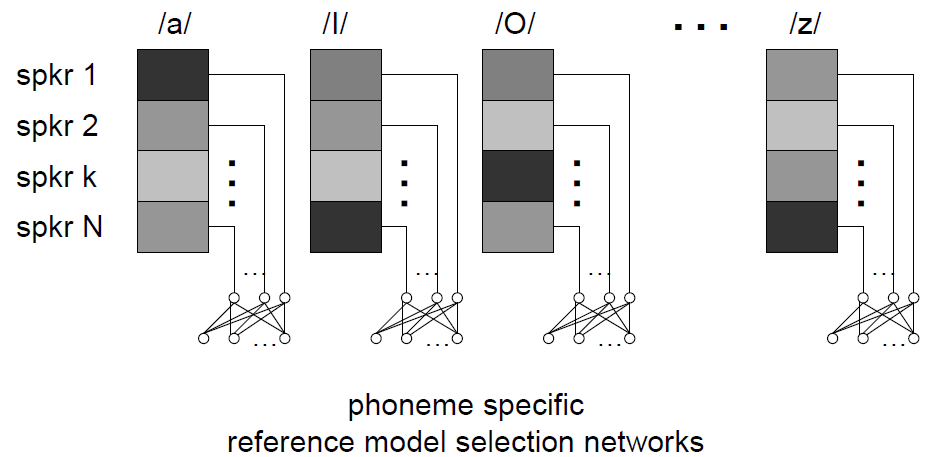 /a/ /I/ /O/ ... /z/
spkr 1
spkr 2
spkr k
spkr N
... ... ... ...
... ... ... ...
phoneme specific
reference model selection networks